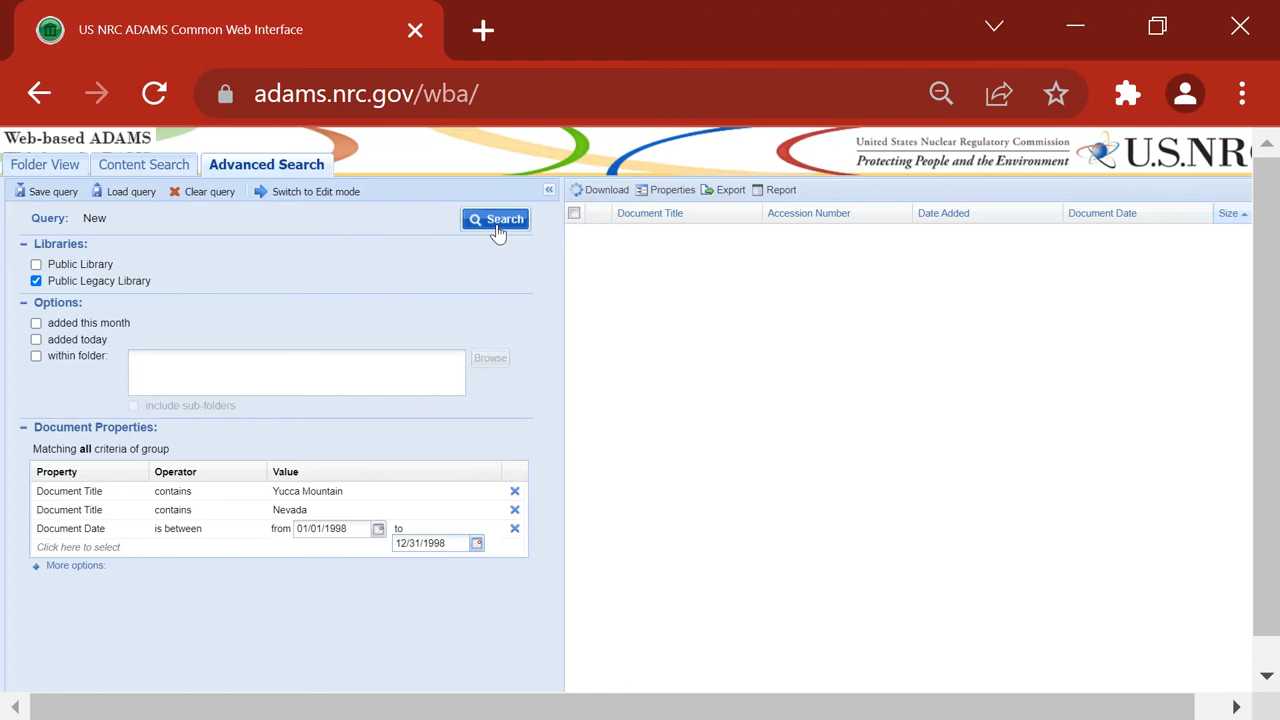 US NRC ADAMS Common Web Interface
adams.nrc.gov/wba/
Web-based ADAMS
United States Nuclear Regulatory Commission
Protecting People and the Environment
U.S.NR
Folder View Content Search Advanced Search
Save query Load query Clear query Switch to Edit mode
Download Properties Export Report
Query: New Search
Document Title Accession Number Date Added Document Date Size
Libraries:
Public Library
Public Legacy Library
Options:
added this month
added today
within folder: Browse
include sub-folders
Document Properties:
Matching all criteria of group
Property Operator Value
Document Title contains Yucca Mountain
Document Title contains Nevada
Document Date is between from 01/01/1998 to
12/31/1998
Click here to select
More options: